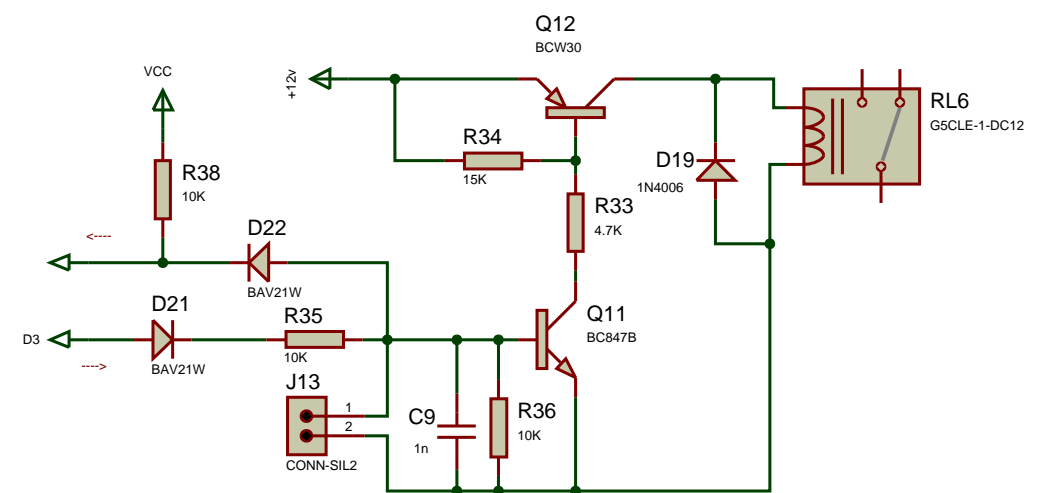 Q12
BCW30
VCC
+12v
RL6
G5CLE-1-DC12
R34
15K
D19
1N4006
R38
10K
R33
4.7K
<----
D22
BAV21W
D21
BAV21W
R35
10K
Q11
BC847B
D3
---->
J13
1
2
CONN-SIL2
C9
1n
R36
10K